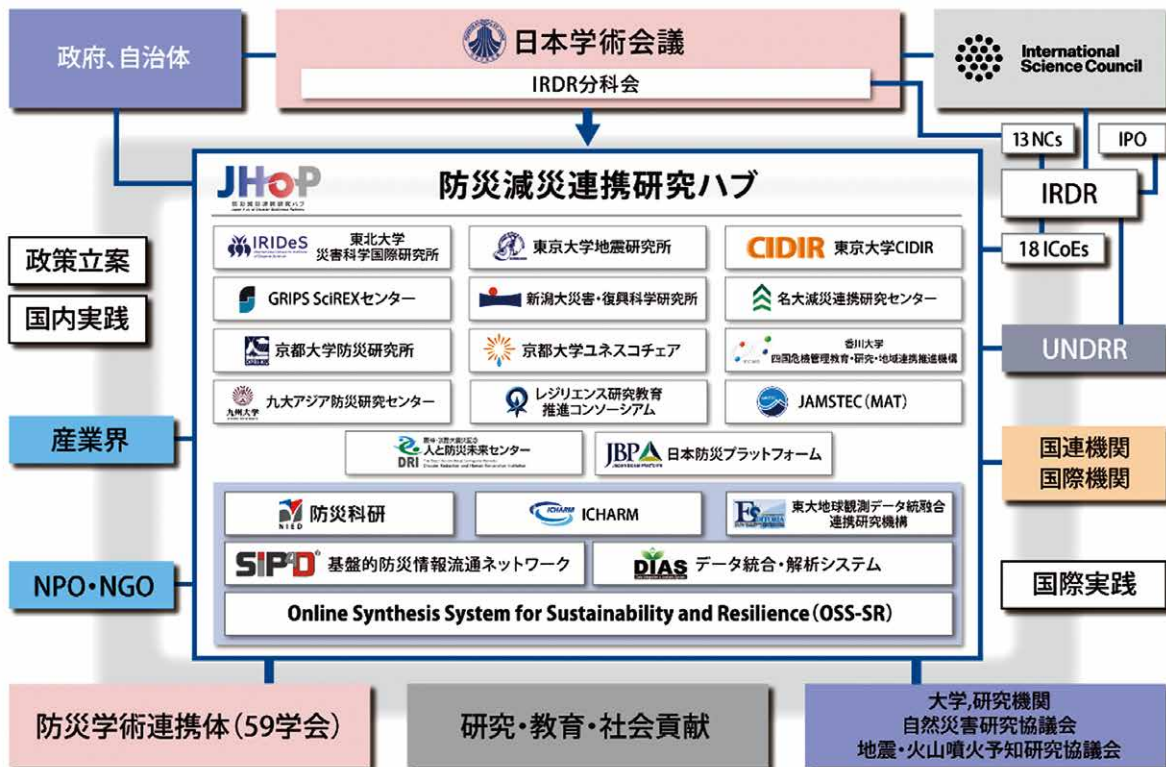 政府、自治体
日本学術会議
IRDR分科会
International
Science Council
13 NCs
IPO
IRDR
18 ICoEs
UNDRR
JHoP
防災減災連携研究ハブ
防災減災連携研究ハブ
政策立案
国内実践
IRIDeS
東北大学
災害科学国際研究所
東京大学地震研究所
CIDIR 東京大学CIDIR
GRIPS SciREXセンター
新潟大災害・復興科学研究所
名大減災連携研究センター
京都大学防災研究所
京都大学ユネスコチェア
香川大学
四国危機管理教育・研究・地域連携推進機構
九州大学
九大アジア防災研究センター
レジリエンス研究教育
推進コンソーシアム
JAMSTEC(MAT)
産業界
人と防災未来センター
DRI
JBP 日本防災プラットフォーム
国連機関
国際機関
NIED
防災科研
ICHARM
ICHARM
東大地球観測データ統融合
連携研究機構
SIP4D 基盤的防災情報流通ネットワーク
DIAS データ統合・解析システム
NPO・NGO
国際実践
Online Synthesis System for Sustainability and Resilience(OSS-SR)
防災学術連携体(59学会)
研究・教育・社会貢献
大学,研究機関
自然災害研究協議会
地震・火山噴火予知研究協議会